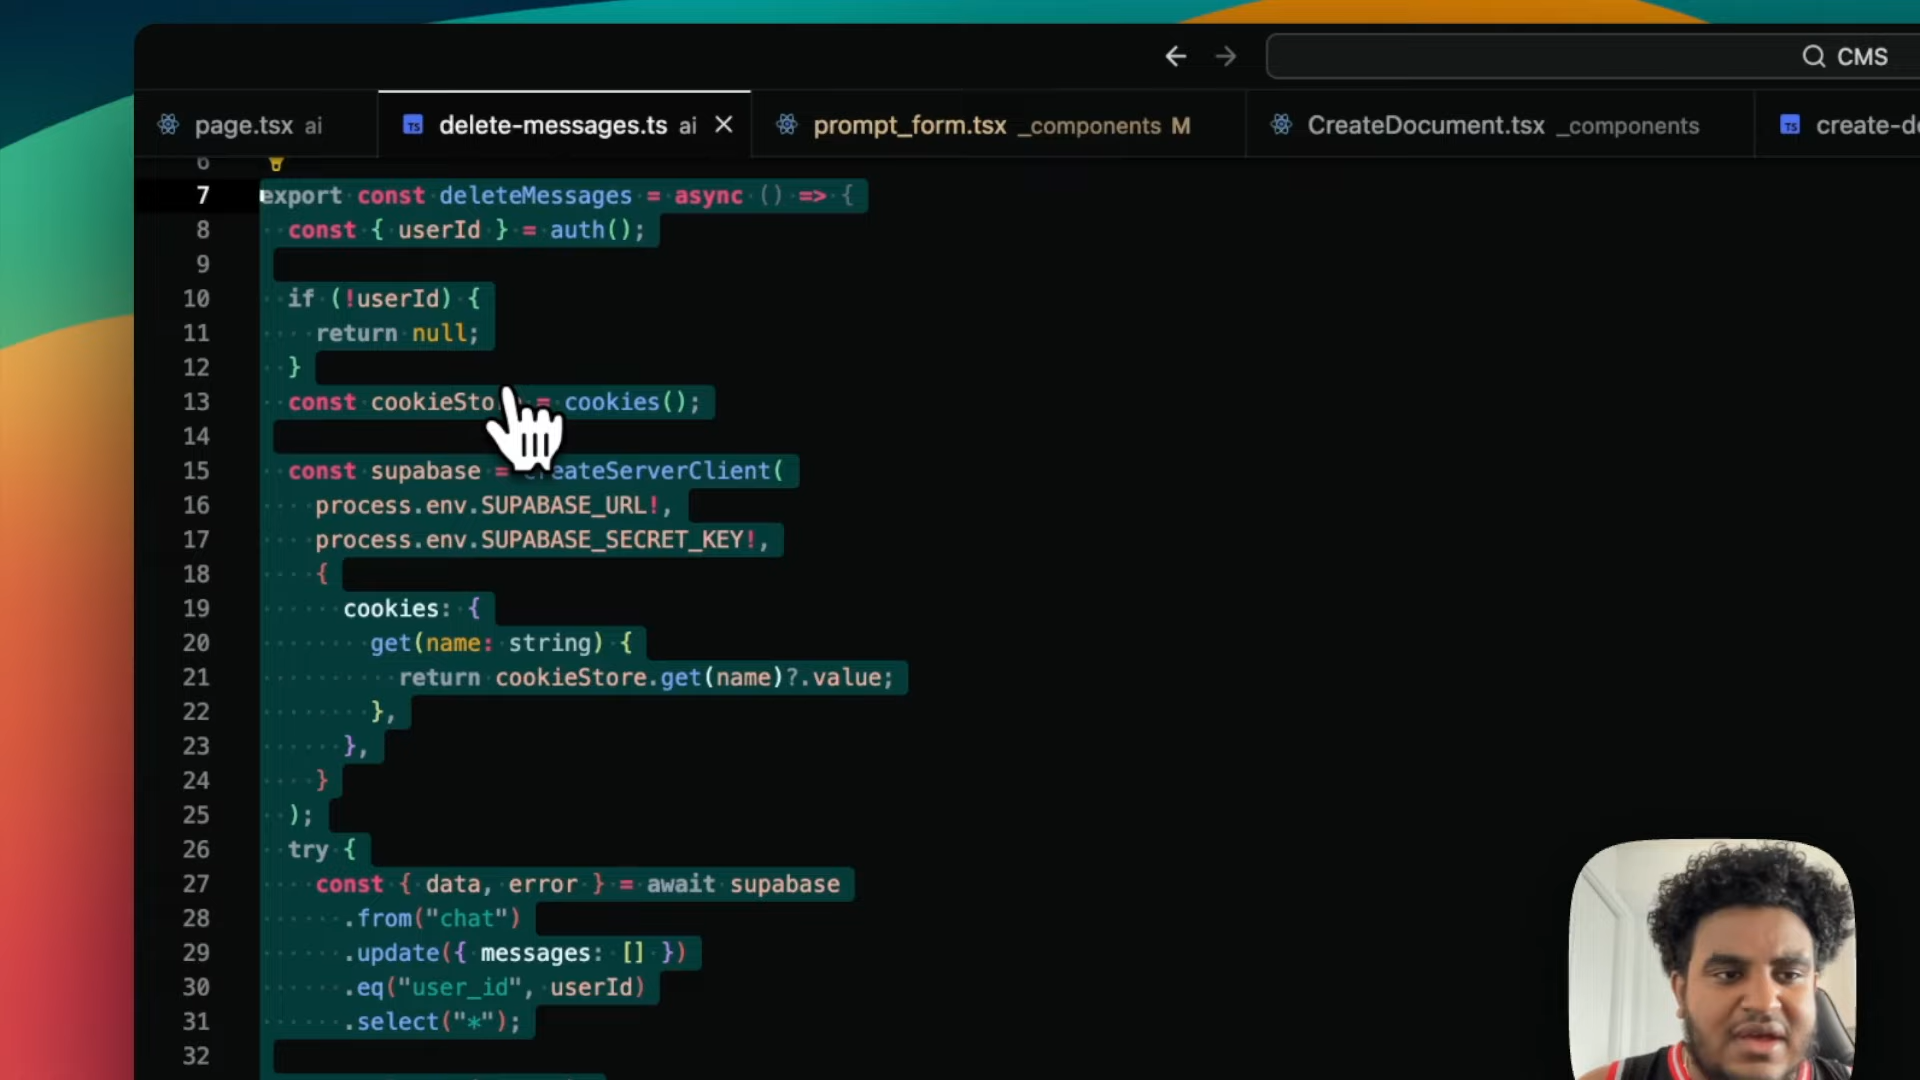 CMS
page.tsx ai
delete-messages.ts ai
prompt_form.tsx _components M
CreateDocument.tsx _components
6
7 export const deleteMessages = async () => {
8 const { userId } = auth();
9
10 if (!userId) {
11 return null;
12 }
13 const cookieSto = cookies();
14
15 const supabase = createServerClient(
16 process.env.SUPABASE_URL!,
17 process.env.SUPABASE_SECRET_KEY!,
18 {
19 cookies: {
20 get(name: string) {
21 return cookieStore.get(name)?.value;
22 },
23 },
24 }
25 );
26 try {
27 const { data, error } = await supabase
28 .from("chat")
29 .update({ messages: [] })
30 .eq("user_id", userId)
31 .select("*");
32